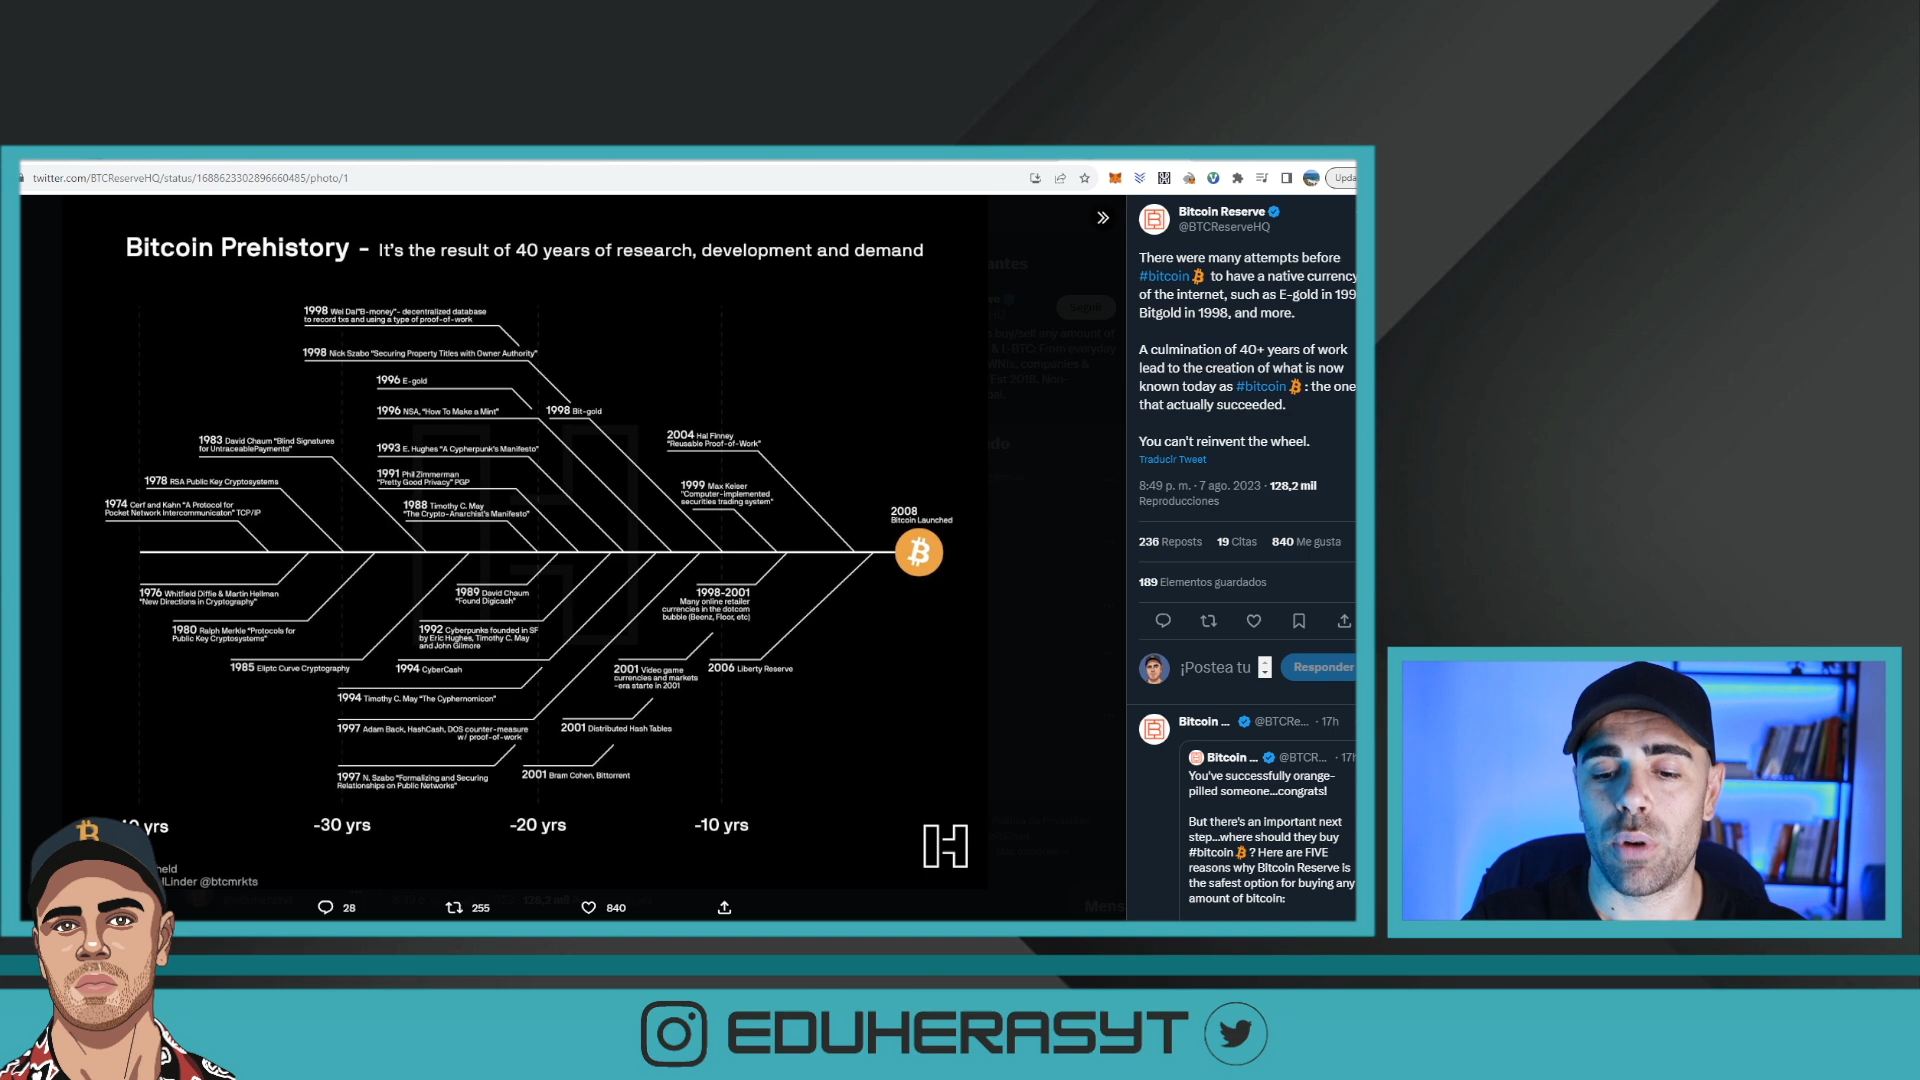 twitter.com/BTCReserveHQ/status/1688623302896660485/photo/1
Upda
Bitcoin Prehistory - It's the result of 40 years of research, development and demand
1998 Wei Dai"B-money"- decentralized database
to record txs and using a type of proof-of-work
1998 Nick Szabo "Securing Property Titles with Owner Authority"
1996 E-gold
1996 NSA, "How To Make a Mint"
1998 Bit-gold
1983 David Chaum "Blind Signatures
for UntraceablePayments"
1993 E. Hughes "A Cypherpunk's Manifesto"
2004 Hal Finney
"Reusable Proof-of-Work"
1978 RSA Public Key Cryptosystems
1991 Phil Zimmerman
"Pretty Good Privacy" PGP
1999 Max Keiser
"Computer-implemented
securities trading system"
1974 Cerf and Kahn "A Protocol for
Pocket Network Intercommunicaton" TCP/IP
1988 Timothy C. May
"The Crypto-Anarchist's Manifesto"
2008
Bitcoin Launched
1976 Whitfield Diffie & Martin Hellman
"New Directions in Cryptography"
1989 David Chaum
"Found Digicash"
1998-2001
Many online retailer
currencies in the dotcom
bubble (Beenz, Floor, etc)
1980 Ralph Merkle "Protocols for
Public Key Cryptosystems"
1992 Cyberpunks founded in SF
by Eric Hughes, Timothy C. May
and John Gilmore
1985 Eliptc Curve Cryptography
1994 CyberCash
2001 Video game
currencies and markets
-era starte in 2001
2006 Liberty Reserve
1994 Timothy C. May "The Cyphernomicon"
1997 Adam Back, HashCash, DOS counter-measure
w/ proof-of-work
2001 Distributed Hash Tables
1997 N. Szabo "Formalizing and Securing
Relationships on Public Networks"
2001 Bram Cohen, Bittorrent
yrs
-30 yrs
-20 yrs
-10 yrs
held
lLinder @btcmrkts
28
255
840
Bitcoin Reserve
@BTCReserveHQ
There were many attempts before
#bitcoin to have a native currency
of the internet, such as E-gold in 199
Bitgold in 1998, and more.
A culmination of 40+ years of work
lead to the creation of what is now
known today as #bitcoin : the one
that actually succeeded.
You can't reinvent the wheel.
Traducir Tweet
8:49 p. m. · 7 ago. 2023 · 128,2 mil
Reproducciones
236 Reposts 19 Citas 840 Me gusta
189 Elementos guardados
¡Postea tu
Responder
Bitcoin ... @BTCRe... · 17h
Bitcoin ... @BTCR... · 17h
You've successfully orange-
pilled someone...congrats!
But there's an important next
step...where should they buy
#bitcoin ? Here are FIVE
reasons why Bitcoin Reserve is
the safest option for buying any
amount of bitcoin:
EDUHERASYT